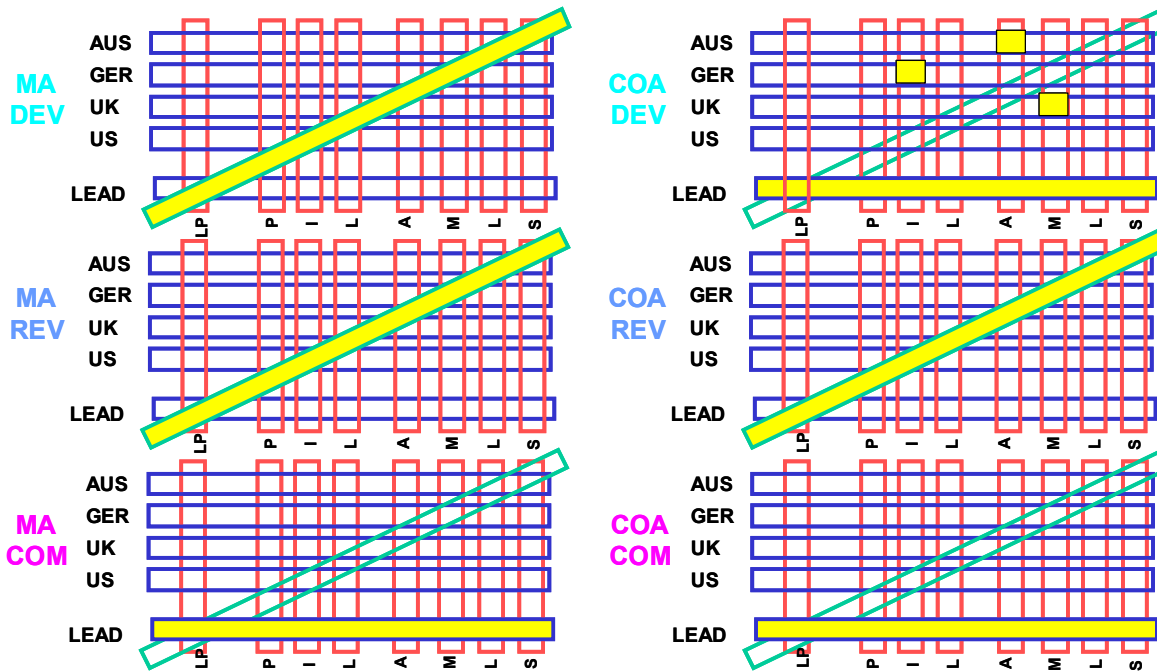 AUS
GER
MA
DEV
UK
US
LEAD
LP P I L A M L S
AUS
GER
COA
DEV
UK
US
LEAD
LP P I L A M L S
AUS
GER
MA
REV
UK
US
LEAD
LP P I L A M L S
AUS
GER
COA
REV
UK
US
LEAD
LP P I L A M L S
AUS
GER
MA
COM
UK
US
LEAD
LP P I L A M L S
AUS
GER
COA
COM
UK
US
LEAD
LP P I L A M L S